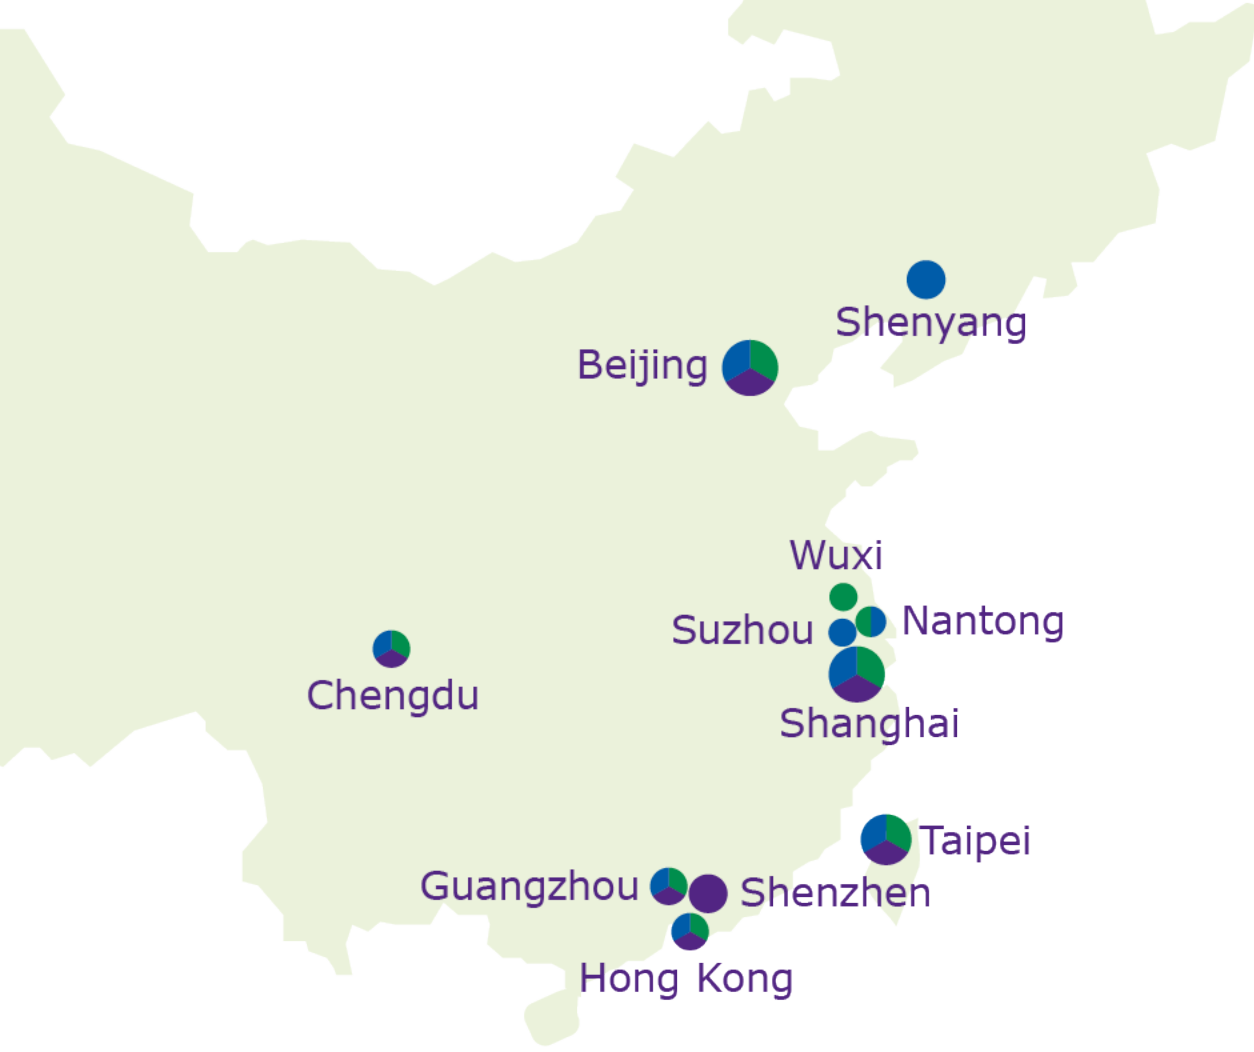 Shenyang
Beijing
Wuxi
Nantong
Suzhou
Chengdu
Shanghai
Taipei
Guangzhou
Shenzhen
Hong Kong